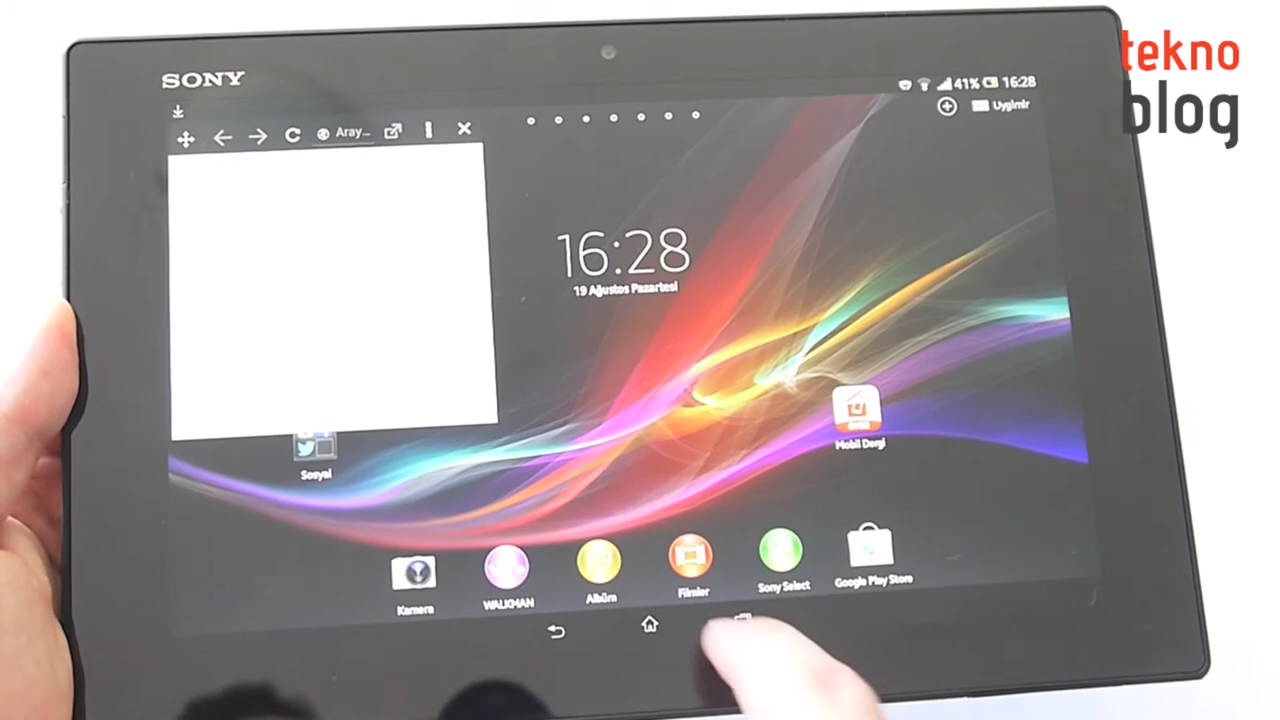 tekno
blog
SONY
41% 16:28
Aray...
16:28
19 Ağustos Pazartesi
Sosyal
Mobil Dergi
Kamera
WALKMAN
Albüm
Filmler
Sony Select
Google Play Store